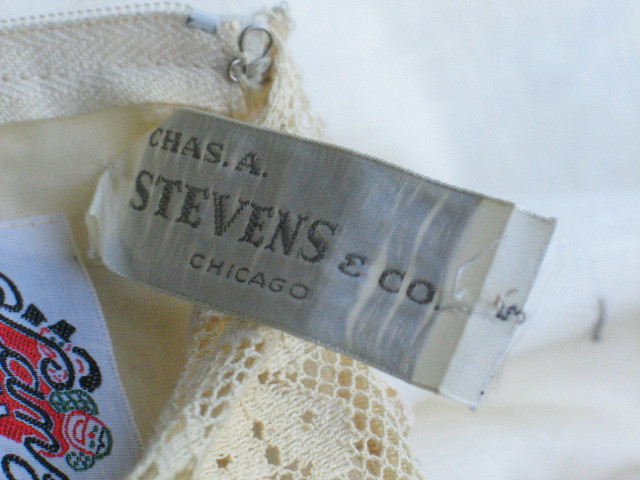 CHAS. A.
STEVENS & CO.
CHICAGO